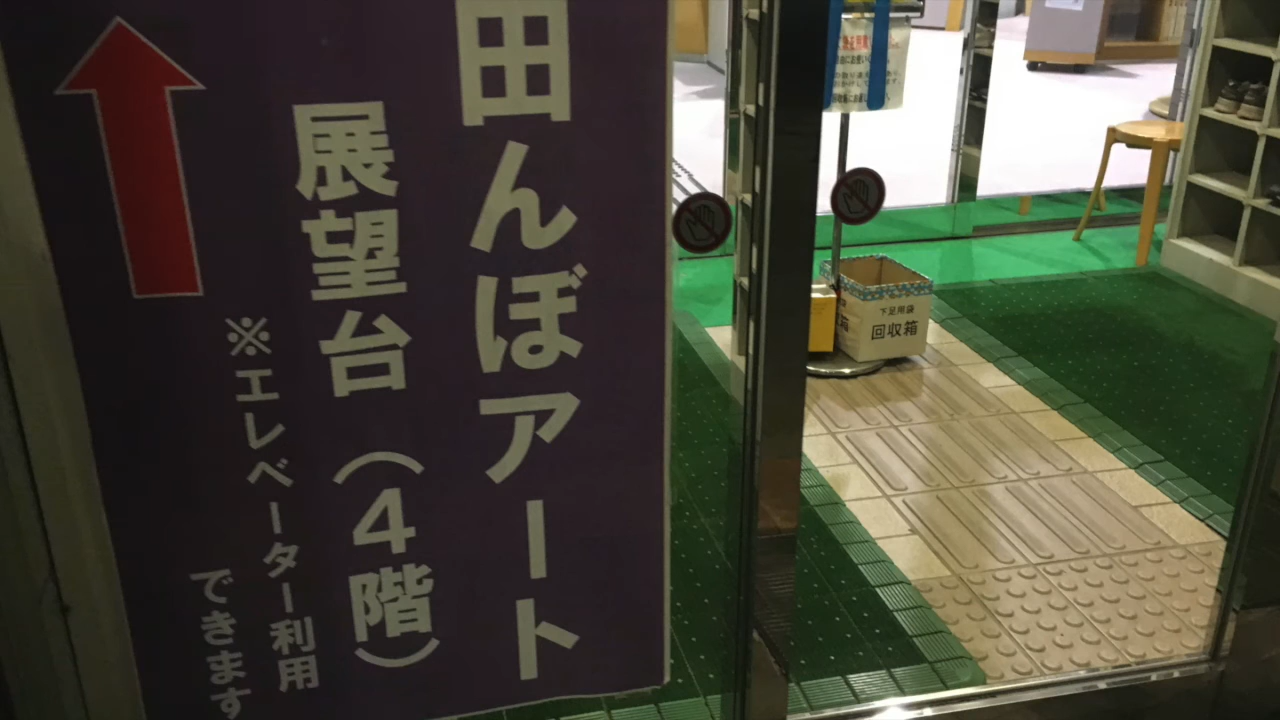 田んぼアート
展望台(4階)
※エレベーター利用
できます
下足用袋
回収箱